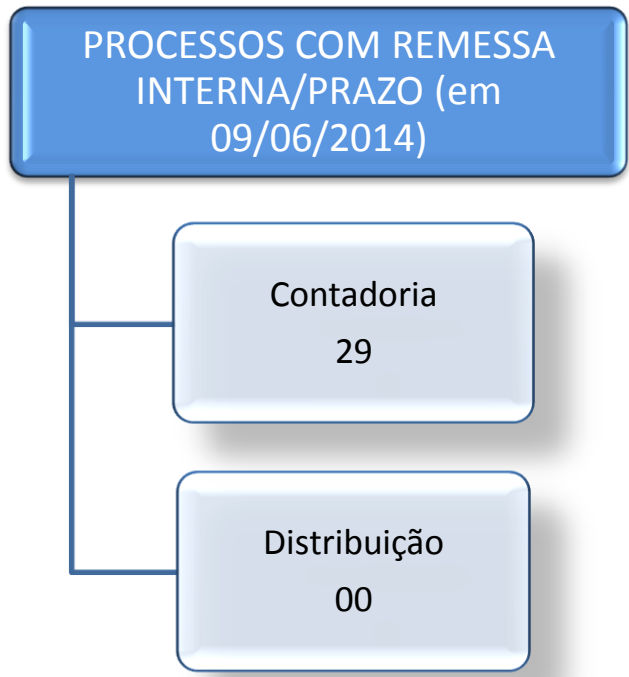 PROCESSOS COM REMESSA
INTERNA/PRAZO (em
09/06/2014)
Contadoria
29
Distribuição
00